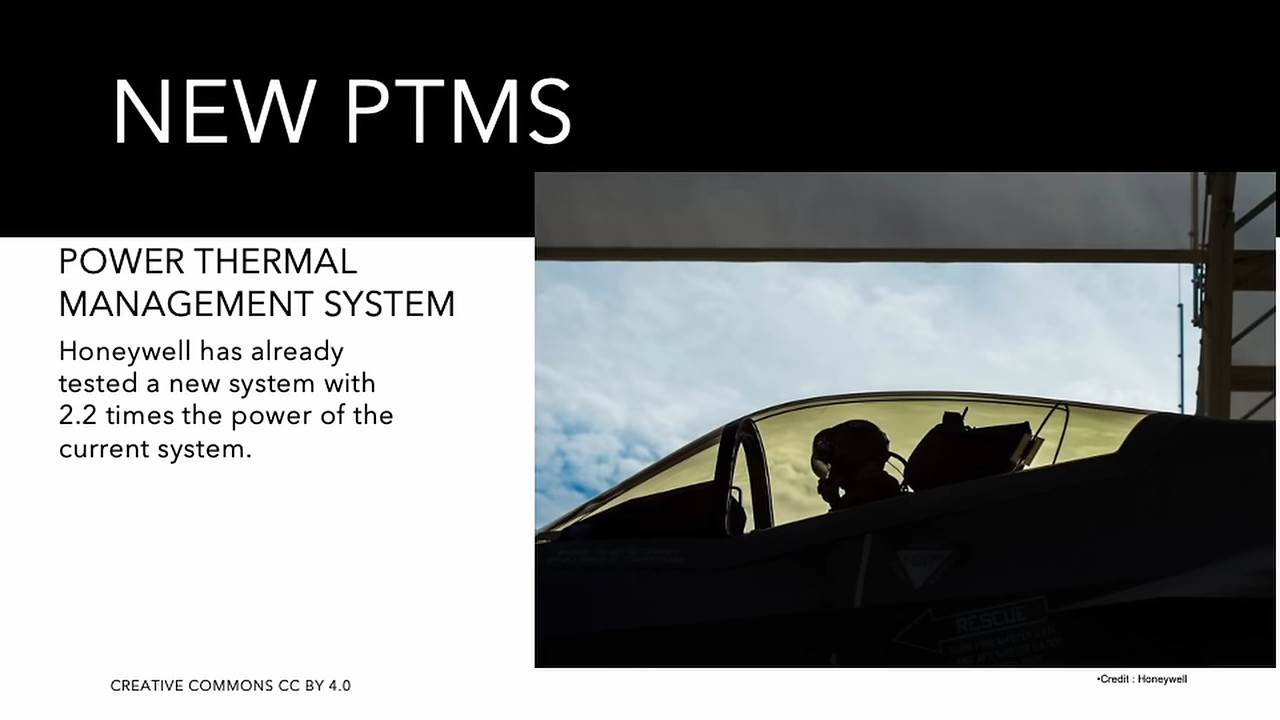 NEW PTMS
POWER THERMAL
MANAGEMENT SYSTEM
Honeywell has already
tested a new system with
2.2 times the power of the
current system.
RESCUE
CREATIVE COMMONS CC BY 4.0
•Credit : Honeywell